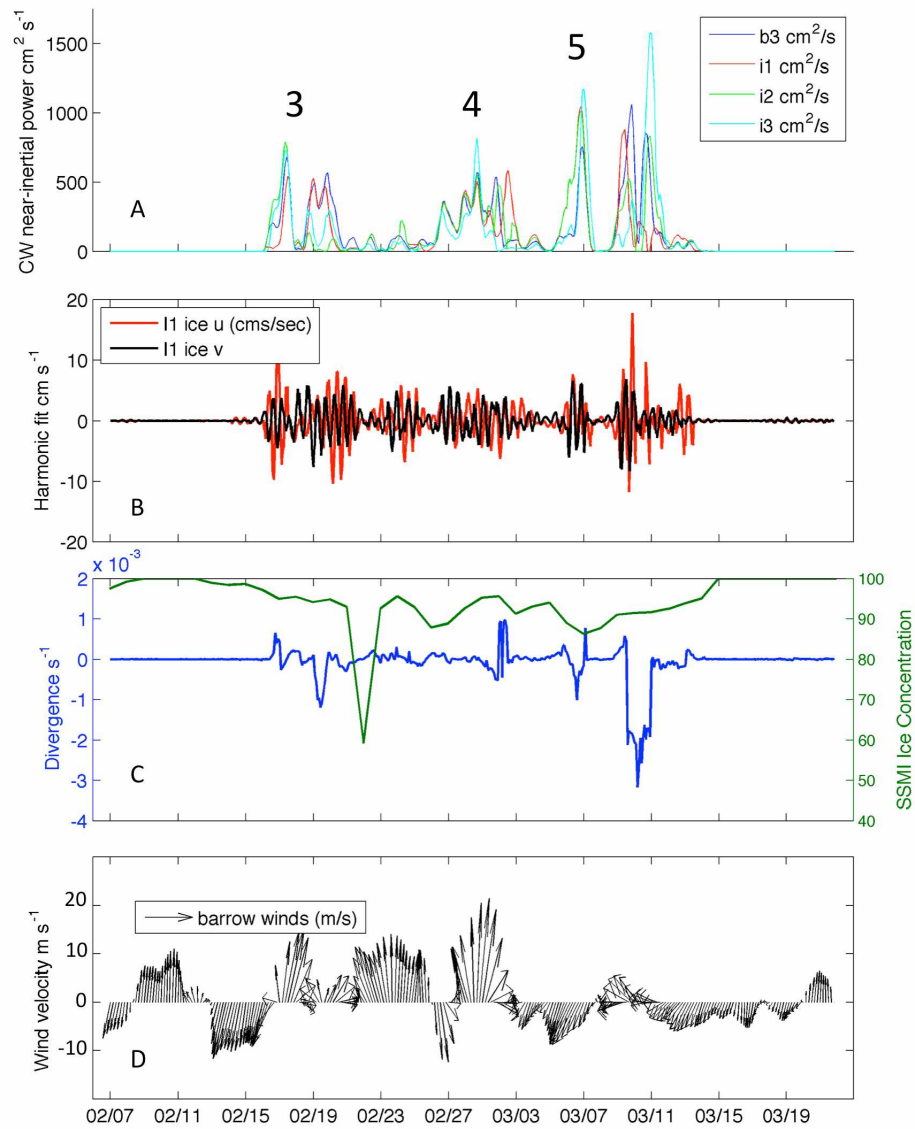 CW near-inertial power cm² s⁻¹
1500
1000
500
0
3
4
5
A
b3 cm²/s
i1 cm²/s
i2 cm²/s
i3 cm²/s
Harmonic fit cm s⁻¹
20
10
0
-10
-20
I1 ice u (cms/sec)
I1 ice v
B
x 10⁻³
Divergence s⁻¹
2
1
0
-1
-2
-3
-4
C
100
90
80
70
60
50
40
SSMI Ice Concentration
Wind velocity m s⁻¹
20
10
0
-10
barrow winds (m/s)
D
02/07 02/11 02/15 02/19 02/23 02/27 03/03 03/07 03/11 03/15 03/19